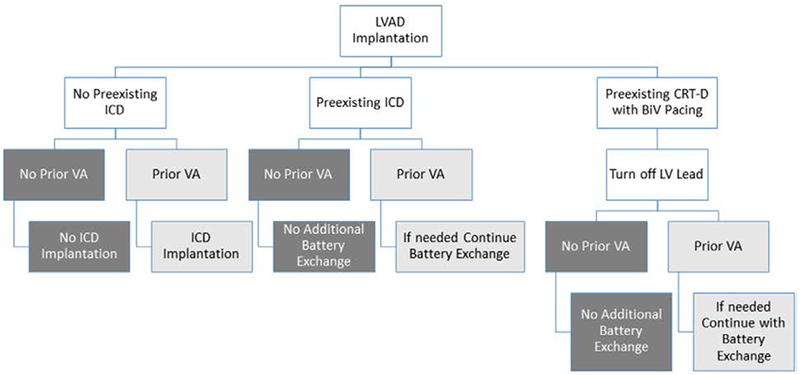 LVAD
Implantation
No Preexisting
ICD
Preexisting ICD
Preexisting CRT-D
with BiV Pacing
No Prior VA
Prior VA
No Prior VA
Prior VA
Turn off LV Lead
No ICD
Implantation
ICD
Implantation
No Additional
Battery
Exchange
If needed Continue
Battery Exchange
No Prior VA
Prior VA
No Additional
Battery
Exchange
If needed
Continue with
Battery
Exchange